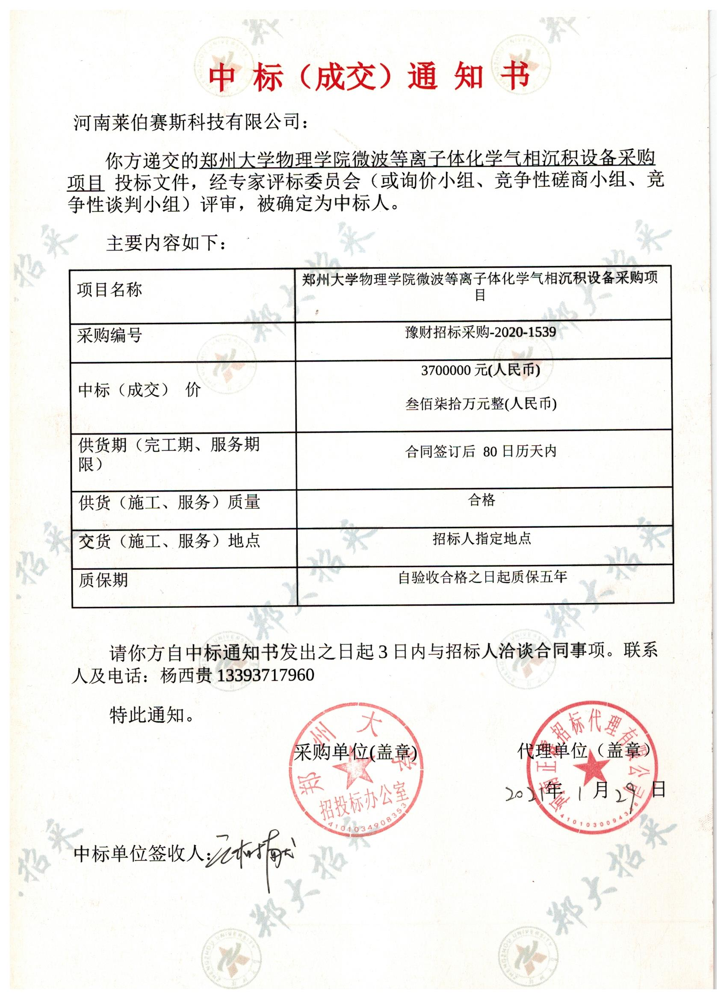 中 标（成交）通 知 书
河南莱伯赛斯科技有限公司：
你方递交的郑州大学物理学院微波等离子体化学气相沉积设备采购
项目 投标文件，经专家评标委员会（或询价小组、竞争性磋商小组、竞
争性谈判小组）评审，被确定为中标人。
主要内容如下：
项目名称
郑州大学物理学院微波等离子体化学气相沉积设备采购项
目
采购编号
豫财招标采购-2020-1539
中标（成交） 价
3700000 元(人民币)
叁佰柒拾万元整(人民币)
供货期（完工期、服务期
限）
合同签订后 80 日历天内
供货（施工、服务）质量
合格
交货（施工、服务）地点
招标人指定地点
质保期
自验收合格之日起质保五年
请你方自中标通知书发出之日起 3 日内与招标人洽谈合同事项。联系
人及电话：杨西贵 13393717960
特此通知。
采购单位(盖章)
代理单位（盖章）
2021年 1 月 29 日
郑州大学
招投标办公室
4101034908353
中标单位签收人：
郑大招采
ZHENGZHOU UNIVERSITY